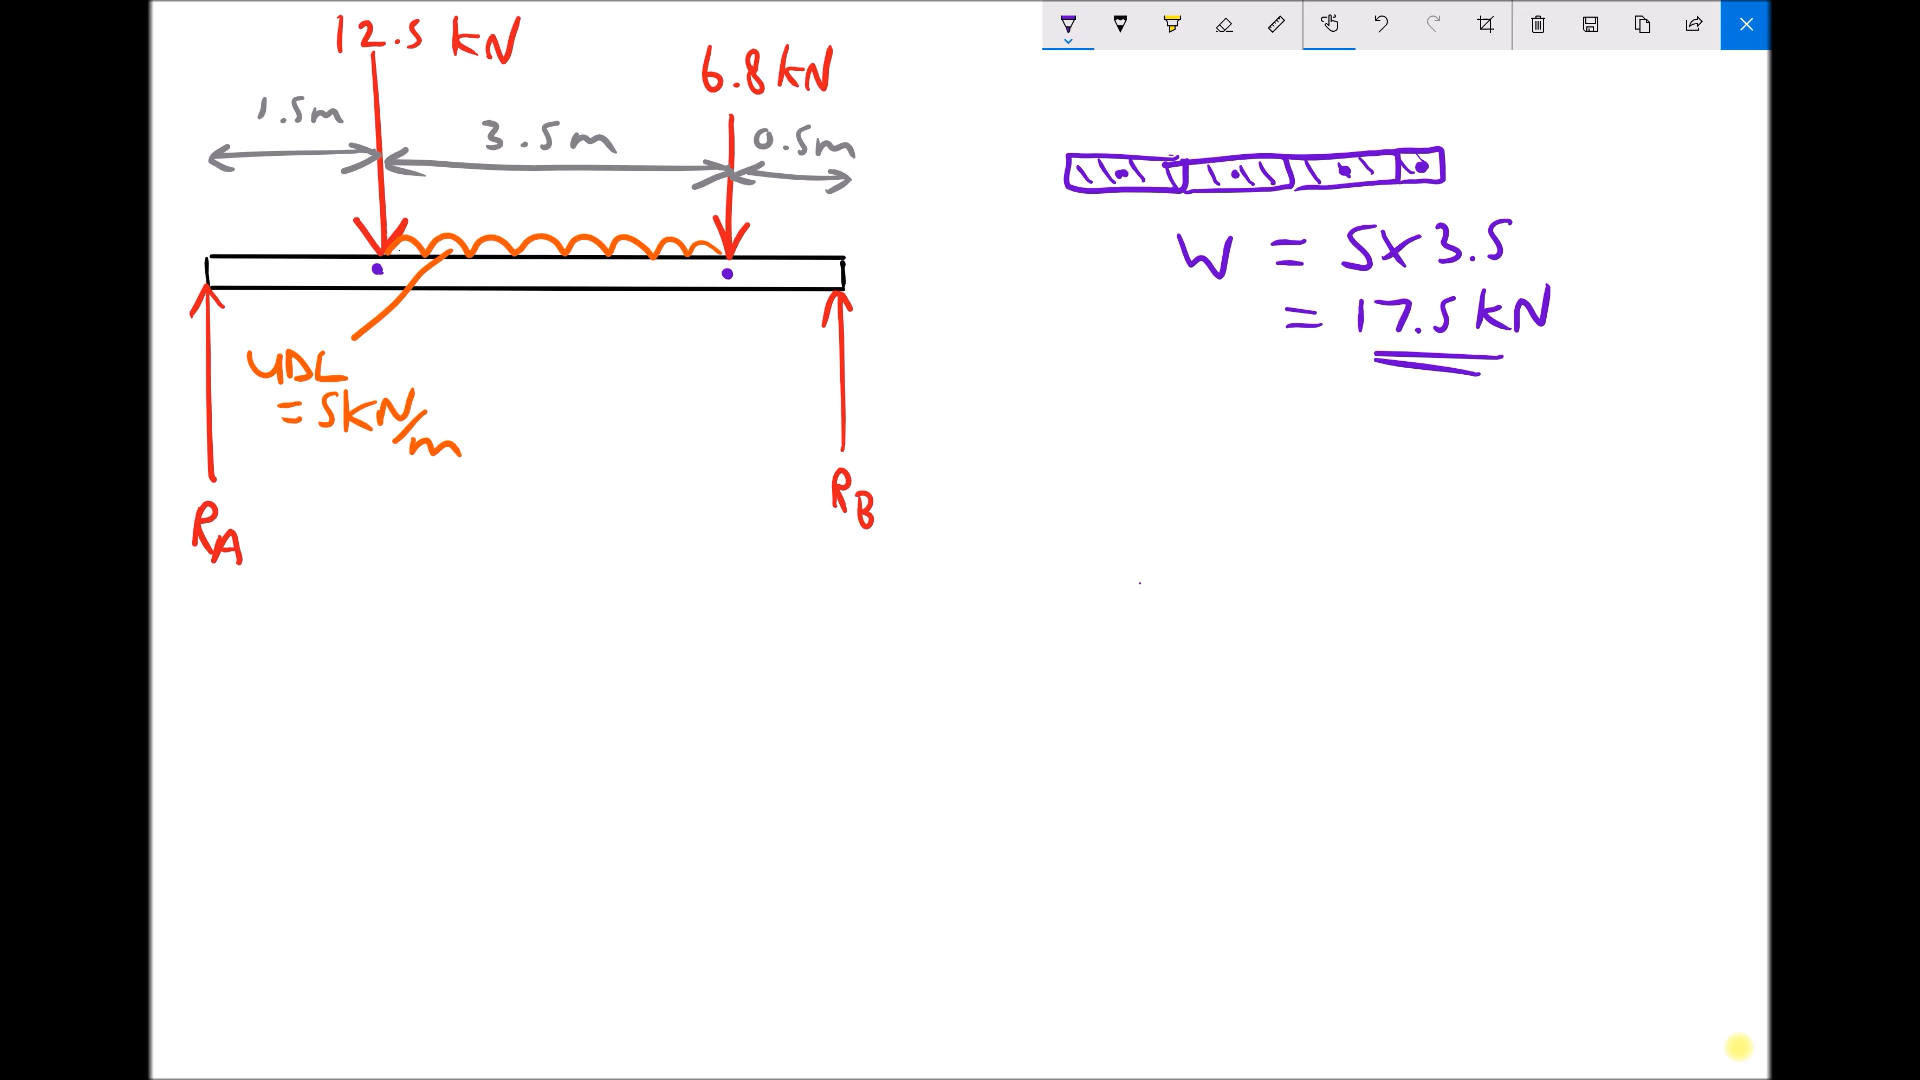 12.5 kN
6.8 kN
1.5m
3.5m
0.5m
UDL
= 5kN/m
RA
RB
W = 5x3.5
= 17.5 kN